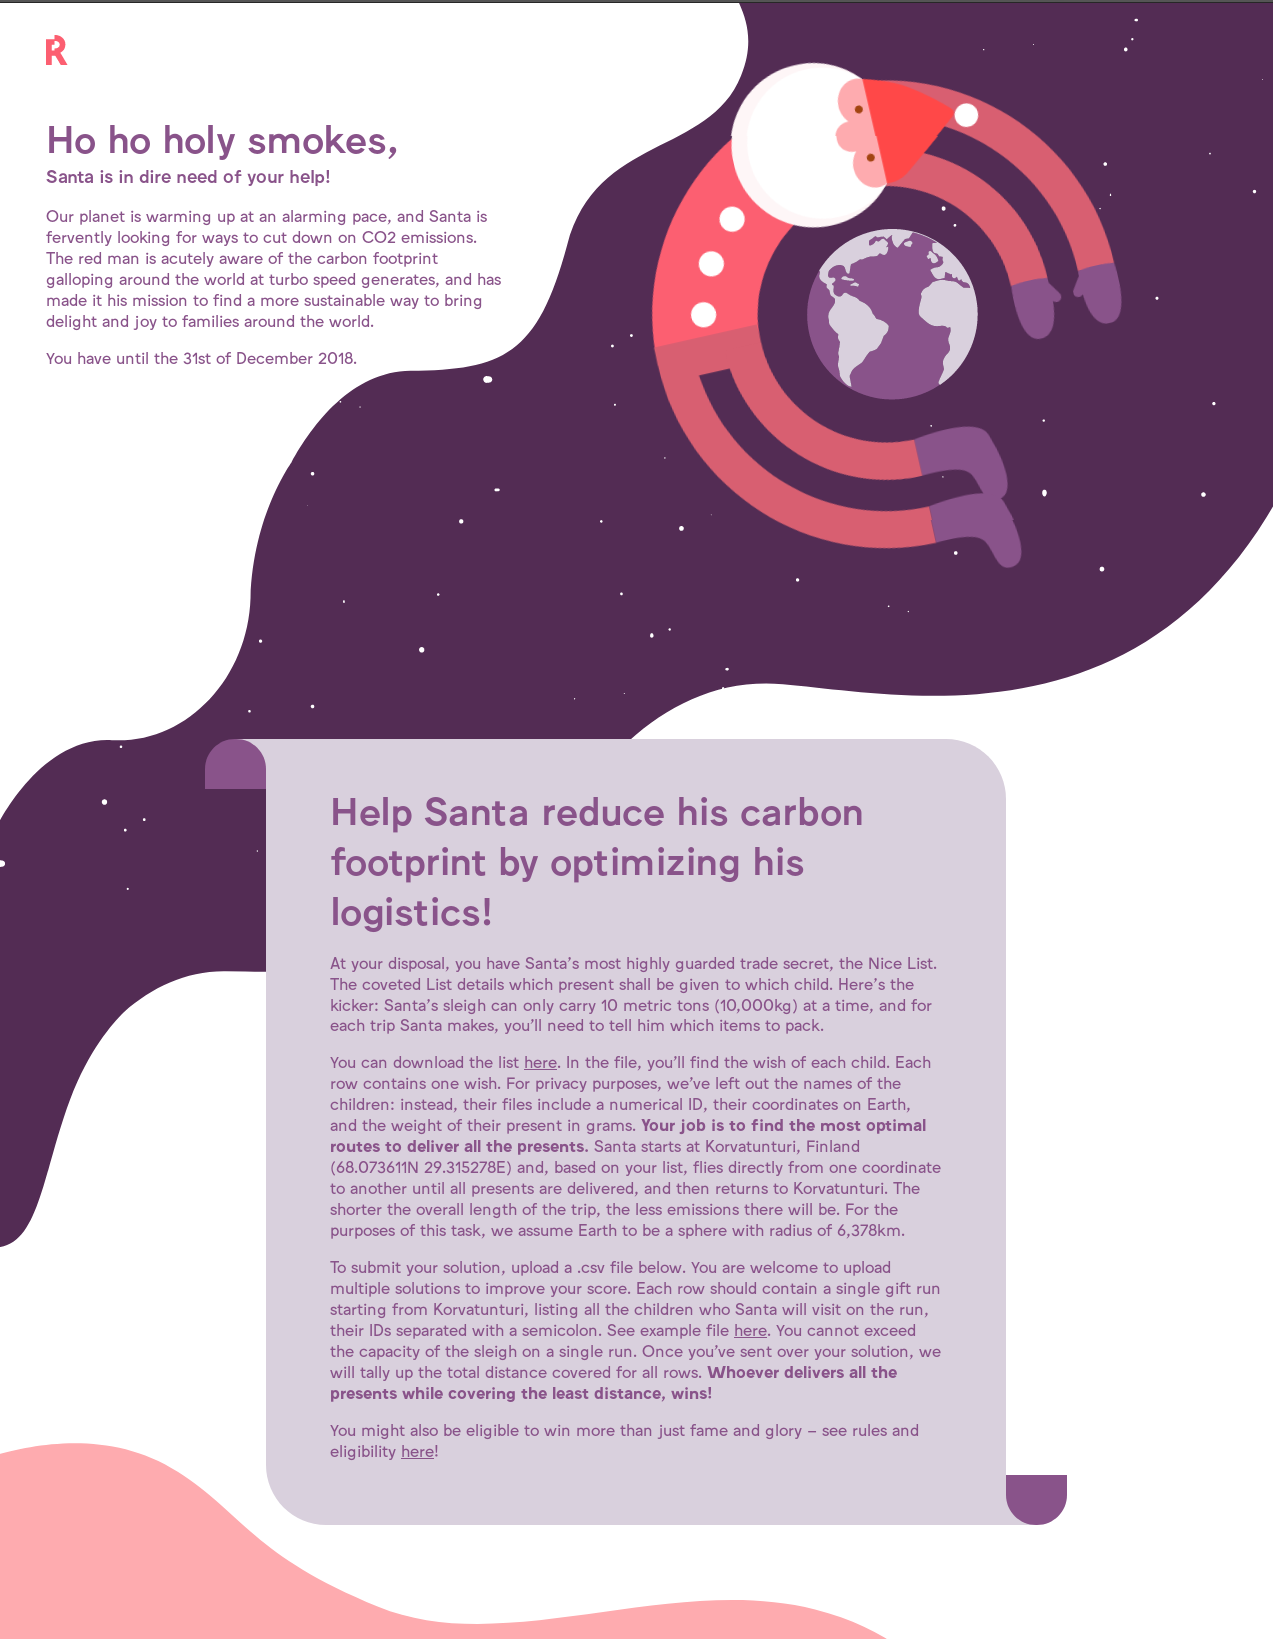 R
Ho ho holy smokes,
Santa is in dire need of your help!
Our planet is warming up at an alarming pace, and Santa is
fervently looking for ways to cut down on CO2 emissions.
The red man is acutely aware of the carbon footprint
galloping around the world at turbo speed generates, and has
made it his mission to find a more sustainable way to bring
delight and joy to families around the world.
You have until the 31st of December 2018.
Help Santa reduce his carbon
footprint by optimizing his
logistics!
At your disposal, you have Santa's most highly guarded trade secret, the Nice List.
The coveted List details which present shall be given to which child. Here's the
kicker: Santa's sleigh can only carry 10 metric tons (10,000kg) at a time, and for
each trip Santa makes, you'll need to tell him which items to pack.
You can download the list here. In the file, you'll find the wish of each child. Each
row contains one wish. For privacy purposes, we've left out the names of the
children: instead, their files include a numerical ID, their coordinates on Earth,
and the weight of their present in grams. Your job is to find the most optimal
routes to deliver all the presents. Santa starts at Korvatunturi, Finland
(68.073611N 29.315278E) and, based on your list, flies directly from one coordinate
to another until all presents are delivered, and then returns to Korvatunturi. The
shorter the overall length of the trip, the less emissions there will be. For the
purposes of this task, we assume Earth to be a sphere with radius of 6,378km.
To submit your solution, upload a .csv file below. You are welcome to upload
multiple solutions to improve your score. Each row should contain a single gift run
starting from Korvatunturi, listing all the children who Santa will visit on the run,
their IDs separated with a semicolon. See example file here. You cannot exceed
the capacity of the sleigh on a single run. Once you've sent over your solution, we
will tally up the total distance covered for all rows. Whoever delivers all the
presents while covering the least distance, wins!
You might also be eligible to win more than just fame and glory – see rules and
eligibility here!